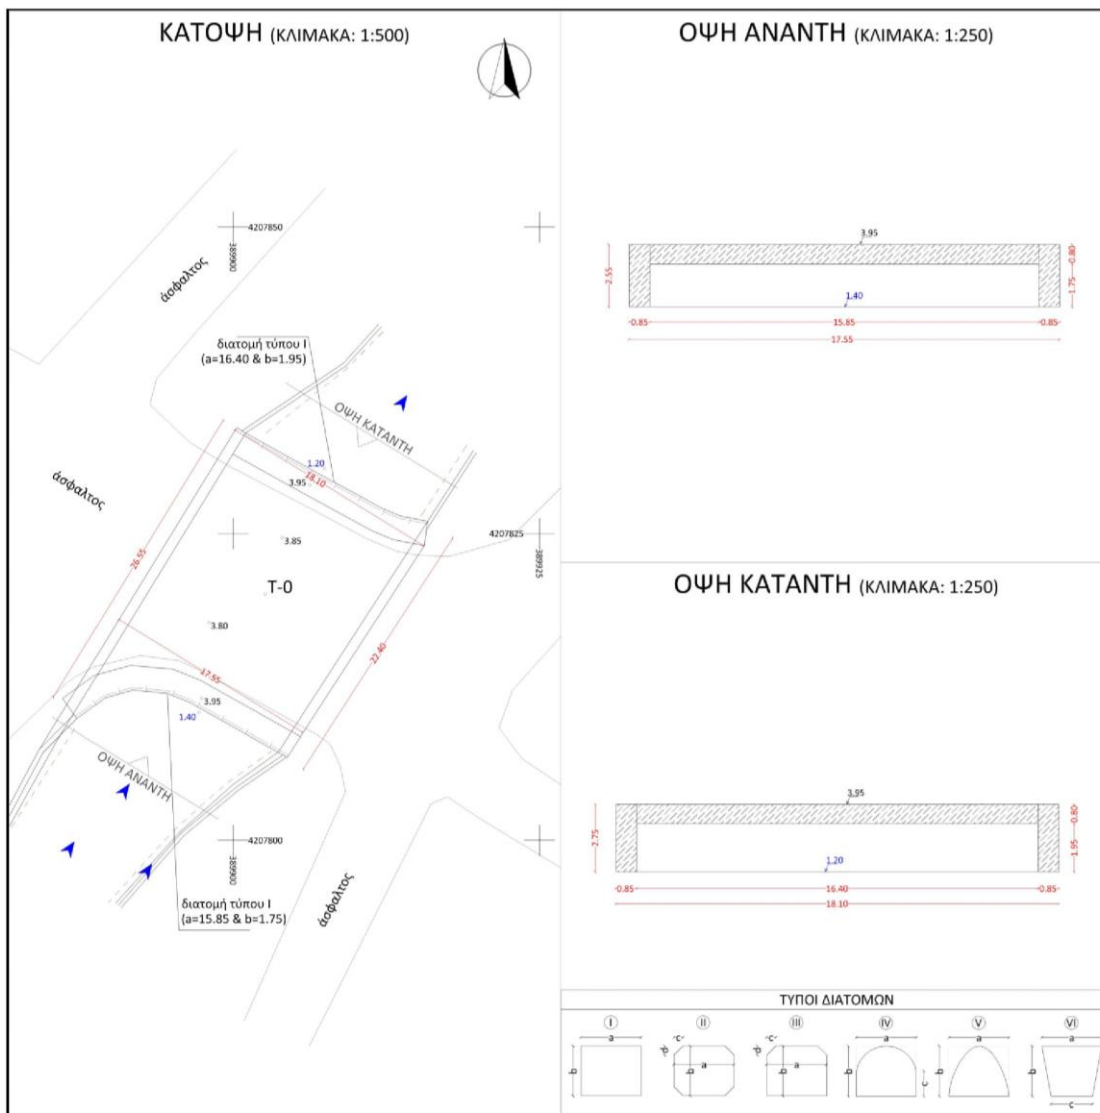 ΚΑΤΟΨΗ (ΚΛΙΜΑΚΑ: 1:500)
4207850
389900
άσφαλτος
διατομή τύπου Ι
(a=16.40 & b=1.95)
ΟΨΗ ΚΑΤΑΝΤΗ
1.20
18.10
3.95
άσφαλτος
4207825
389925
3.85
26.55
T-0
3.80
22.40
17.55
3.95
1.40
ΟΨΗ ΑΝΑΝΤΗ
4207800
389900
διατομή τύπου Ι
(a=15.85 & b=1.75)
άσφαλτος
ΟΨΗ ΑΝΑΝΤΗ (ΚΛΙΜΑΚΑ: 1:250)
3.95
2.55
0.80
1.75
1.40
0.85 15.85 0.85
17.55
ΟΨΗ ΚΑΤΑΝΤΗ (ΚΛΙΜΑΚΑ: 1:250)
3.95
2.75
0.80
1.95
1.20
0.85 16.40 0.85
18.10
ΤΥΠΟΙ ΔΙΑΤΟΜΩΝ
I II III IV V VI
a c c a a a
b b a b b a b c b b c